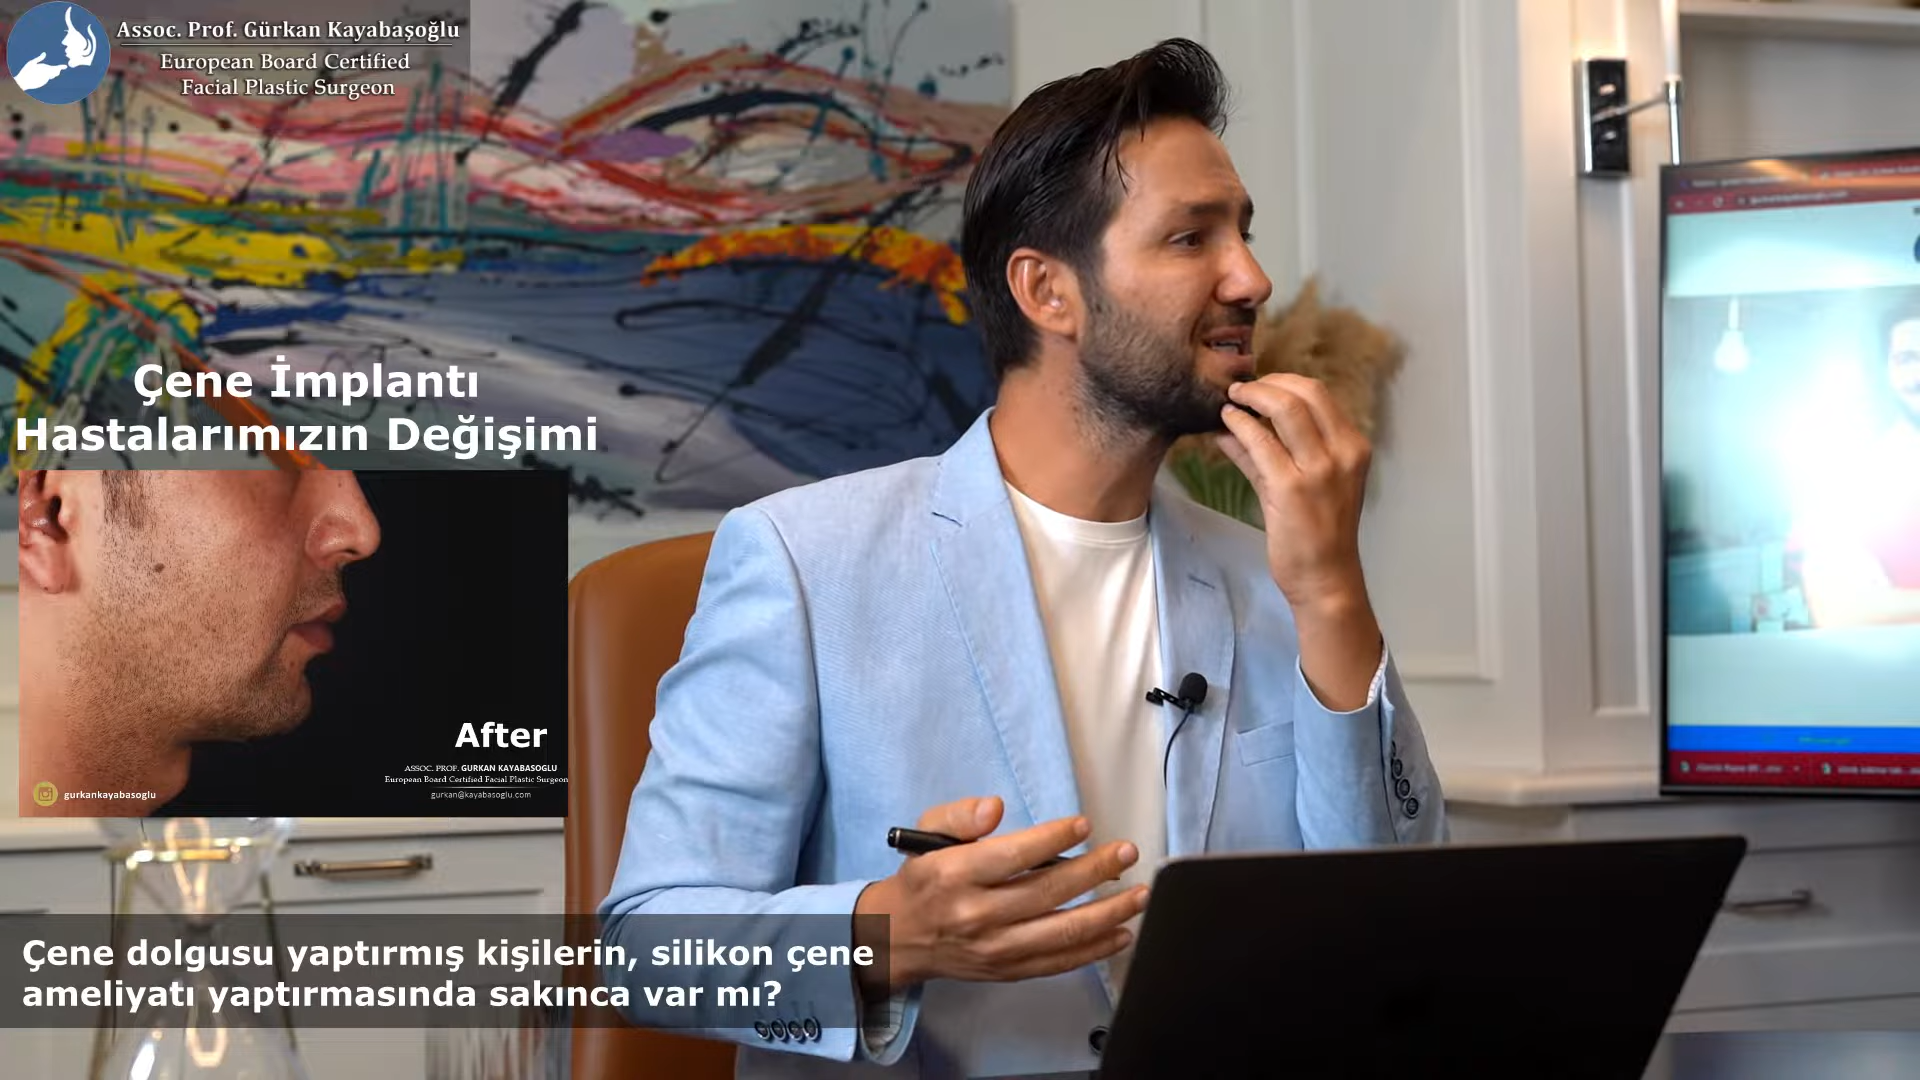 Assoc. Prof. Gürkan Kayabaşoğlu
European Board Certified
Facial Plastic Surgeon
Çene İmplantı
Hastalarımızın Değişimi
After
ASSOC. PROF. GURKAN KAYABASOGLU
European Board Certified Facial Plastic Surgeon
gurkan@kayabasoglu.com
gurkankayabasoglu
Çene dolgusu yaptırmış kişilerin, silikon çene
ameliyatı yaptırmasında sakınca var mı?